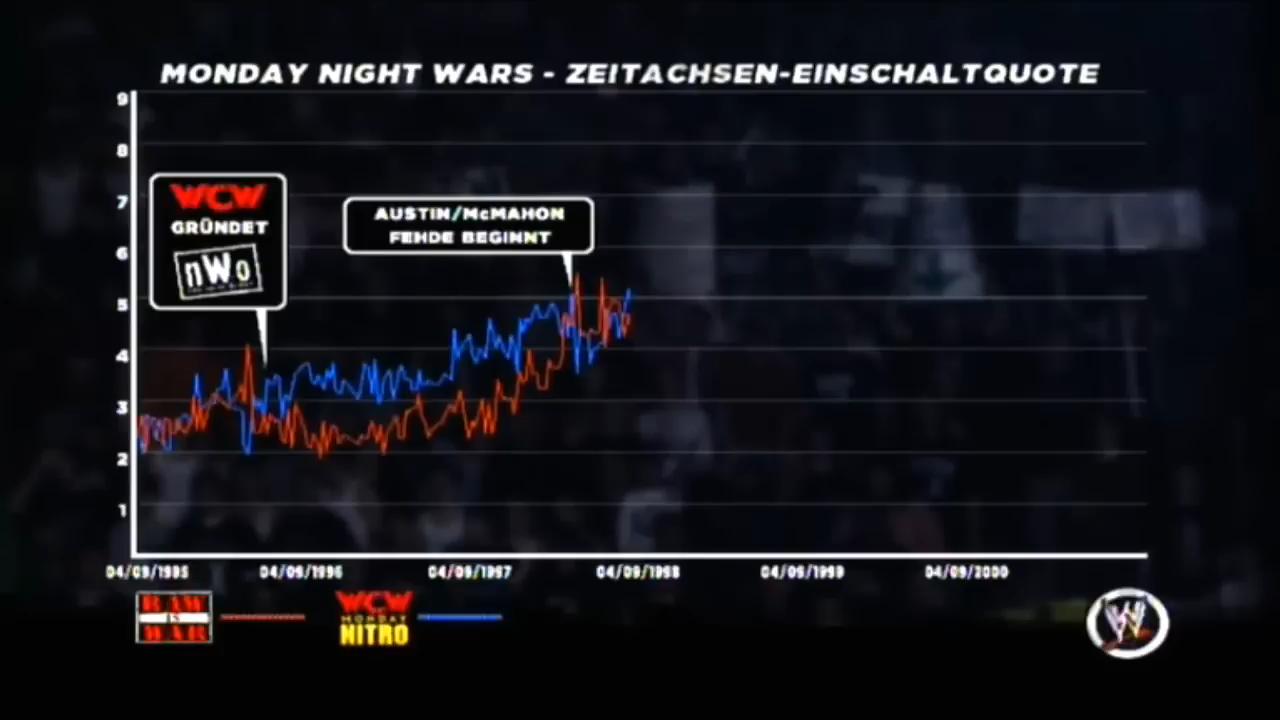 MONDAY NIGHT WARS - ZEITACHSEN-EINSCHALTQUOTE
9
8
7
6
5
4
3
2
1
WCW
GRÜNDET
nWo
AUSTIN/McMAHON
FEHDE BEGINNT
04/09/1995
04/09/1996
04/09/1997
04/09/1998
04/09/1999
04/09/2000
RAW
IS
WAR
WCW
MONDAY
NITRO
W